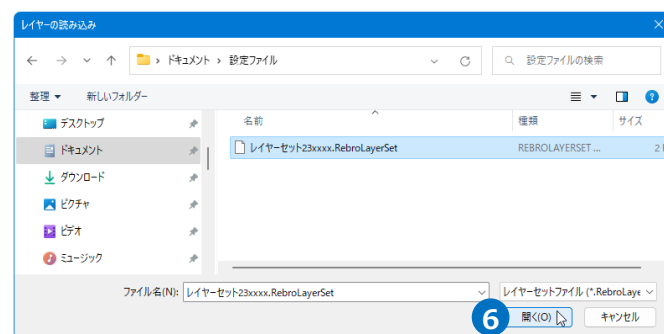 レイヤーの読み込み
ドキュメント › 設定ファイル
設定ファイルの検索
整理 新しいフォルダー
名前 種類 サイズ
デスクトップ
ドキュメント
ダウンロード
ピクチャ
ビデオ
ミュージック
レイヤーセット23xxxx.RebroLayerSet REBROLAYERSET ... 2
ファイル名(N): レイヤーセット23xxxx.RebroLayerSet レイヤーセットファイル (*.RebroLaye
6 開く(O) キャンセル